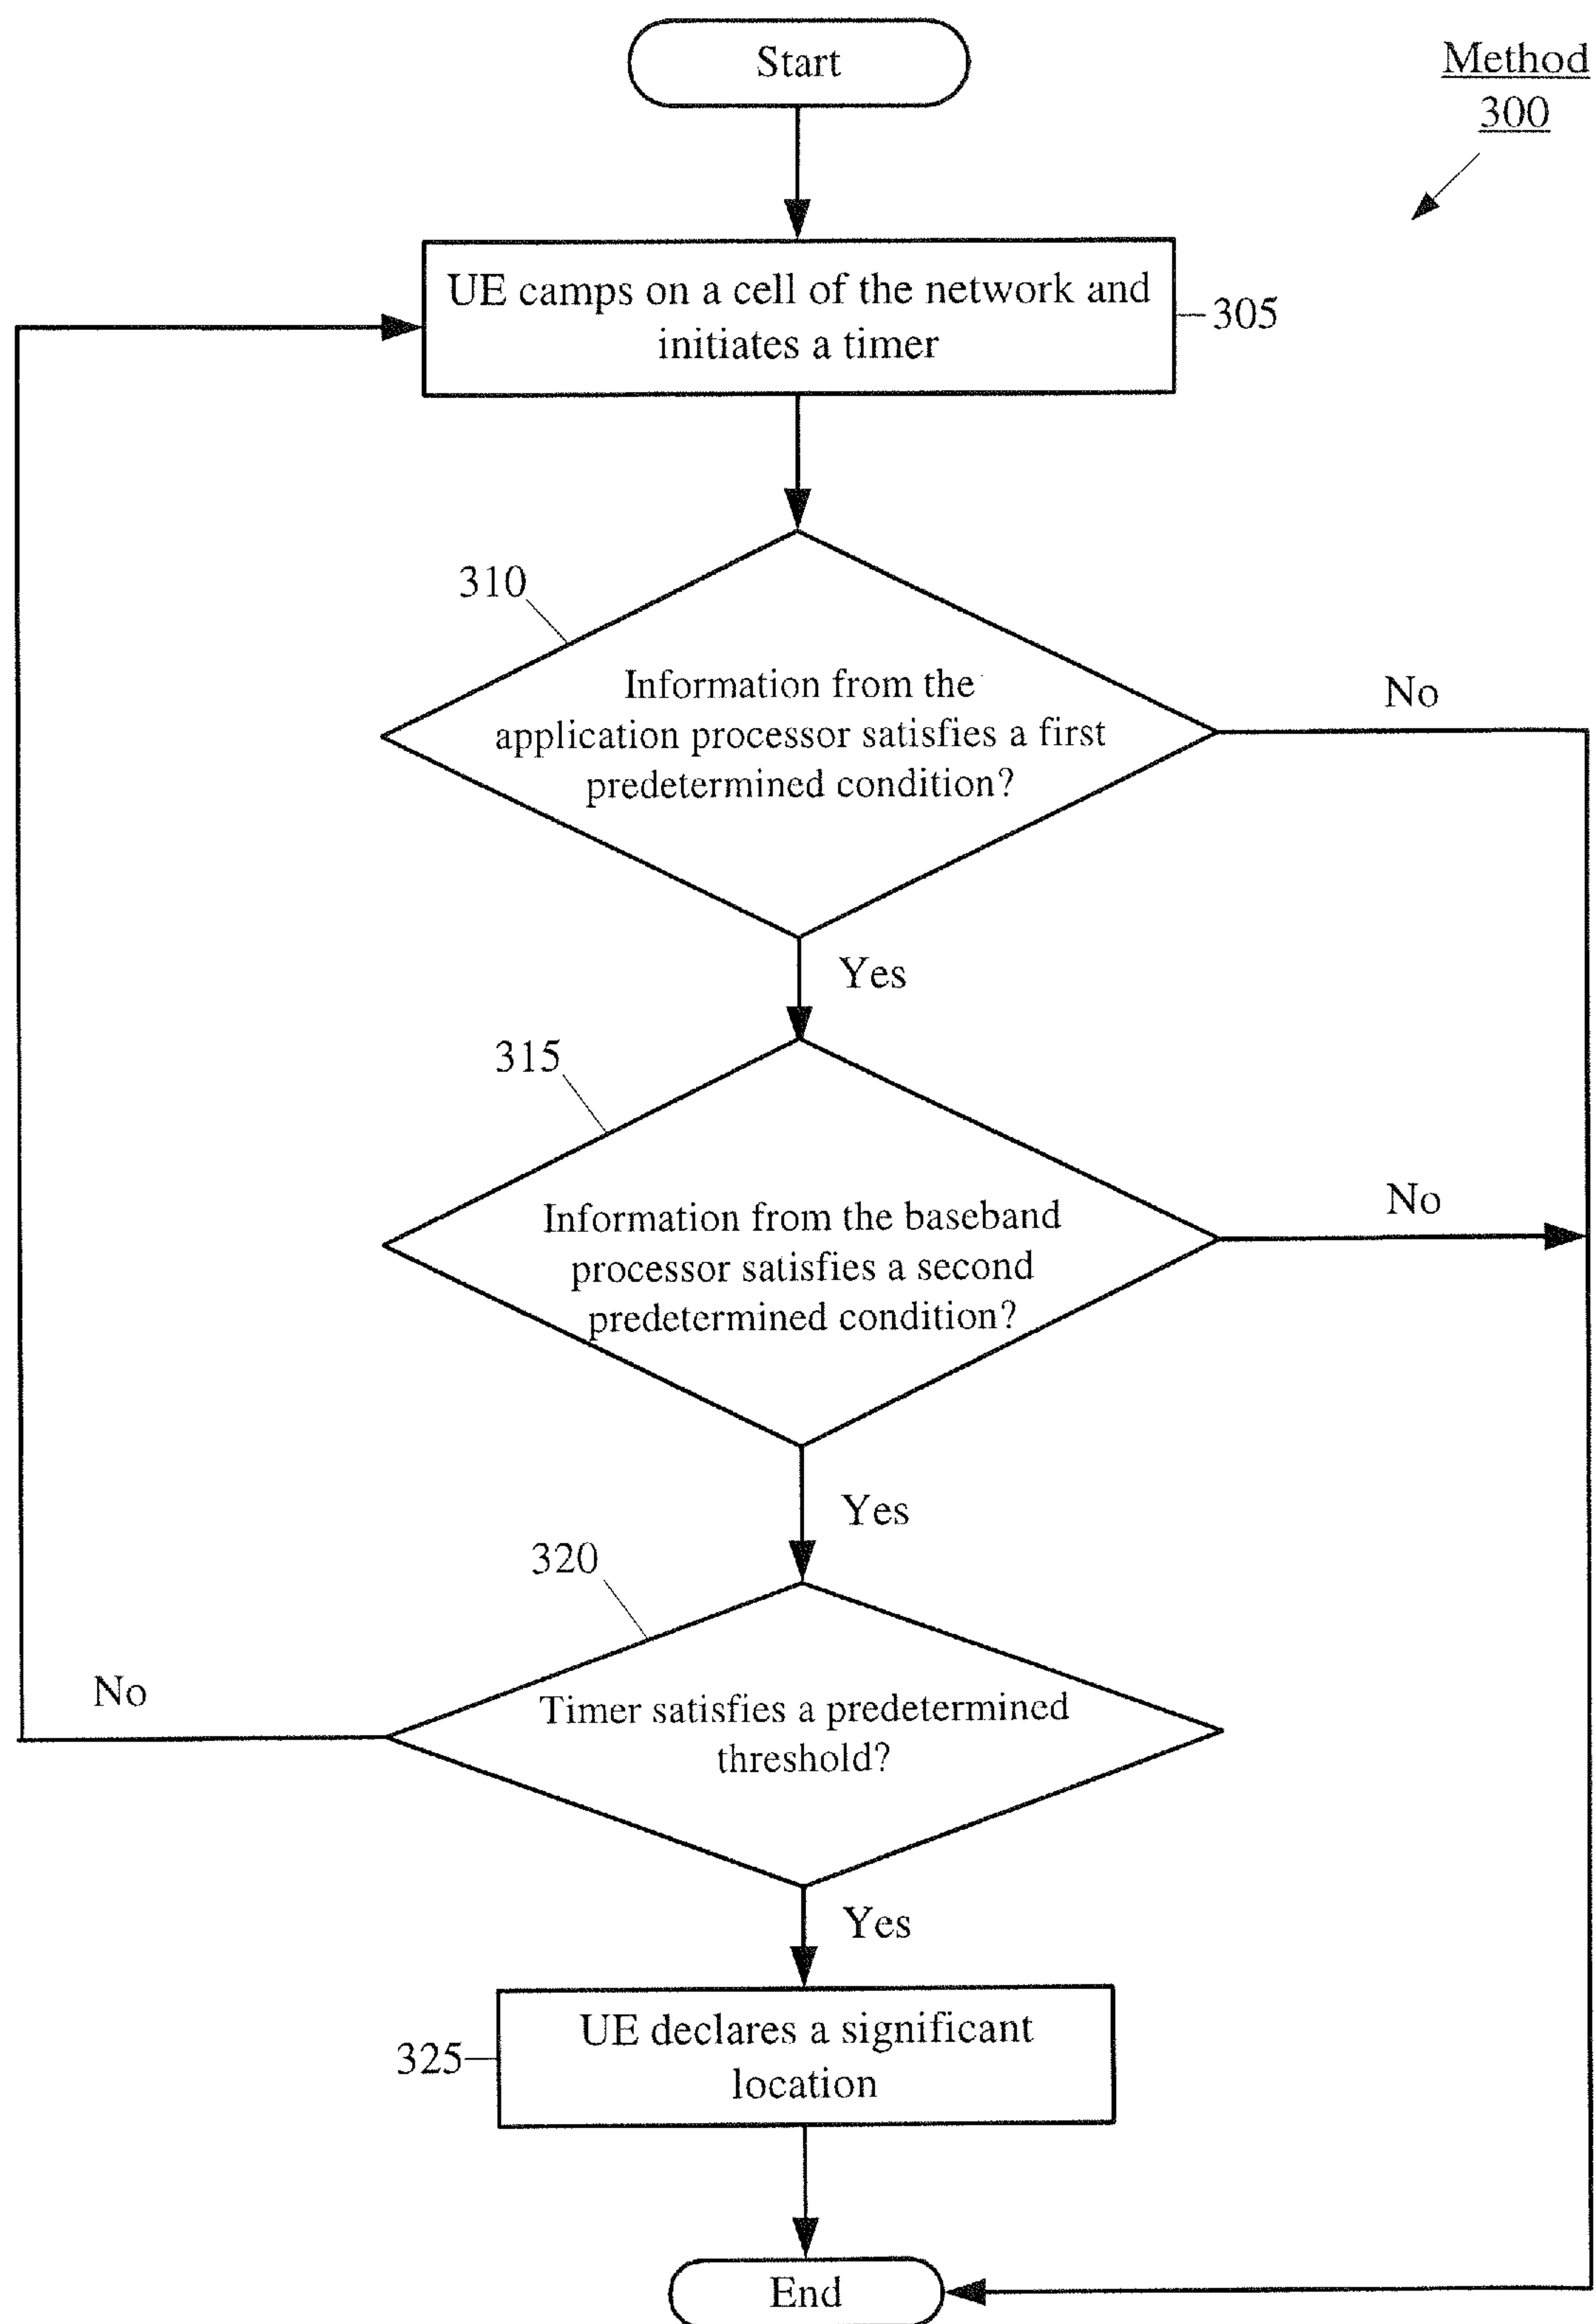 Start
Method
300
UE camps on a cell of the network and
initiates a timer
305
310
Information from the
application processor satisfies a first
predetermined condition?
No
Yes
315
Information from the baseband
processor satisfies a second
predetermined condition?
No
Yes
320
Timer satisfies a predetermined
threshold?
No
Yes
UE declares a significant
location
325
End